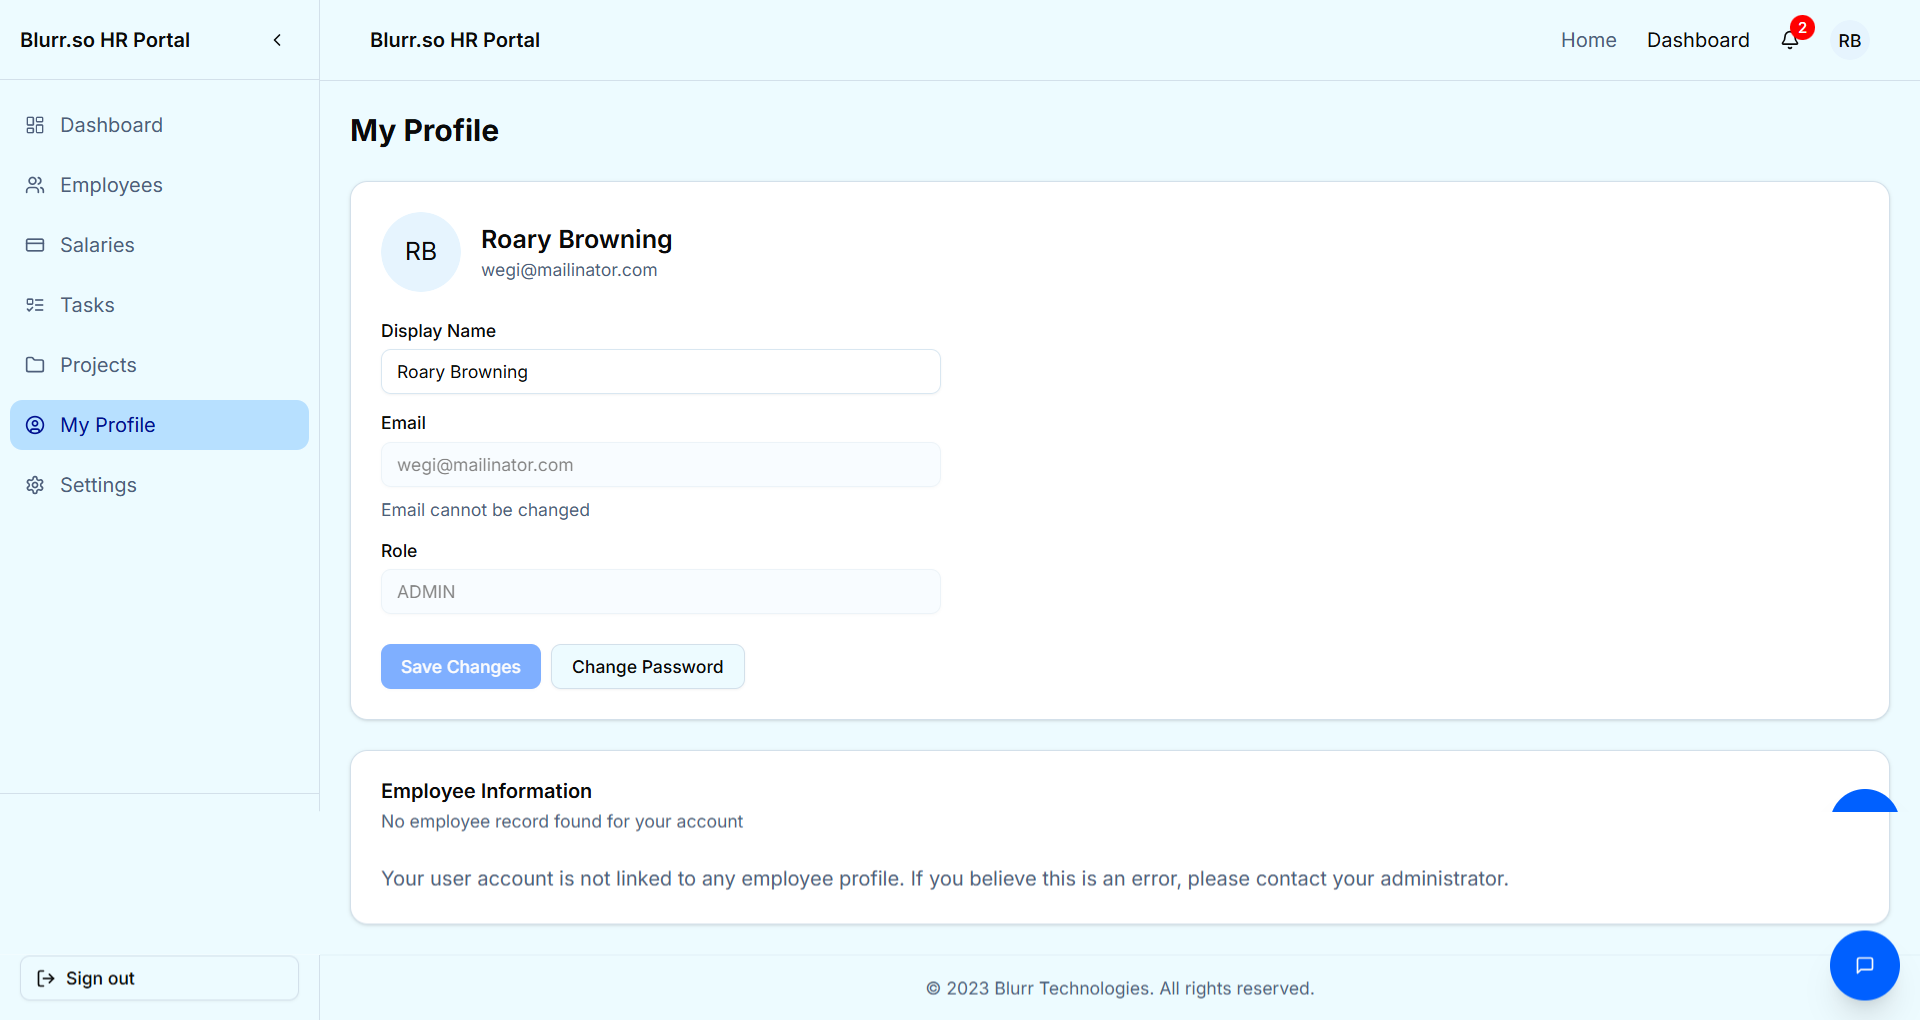 Blurr.so HR Portal
Dashboard
Employees
Salaries
Tasks
Projects
My Profile
Settings
Sign out
Blurr.so HR Portal
Home
Dashboard
2
RB
My Profile
RB
Roary Browning
wegi@mailinator.com
Display Name
Roary Browning
Email
wegi@mailinator.com
Email cannot be changed
Role
ADMIN
Save Changes
Change Password
Employee Information
No employee record found for your account
Your user account is not linked to any employee profile. If you believe this is an error, please contact your administrator.
© 2023 Blurr Technologies. All rights reserved.